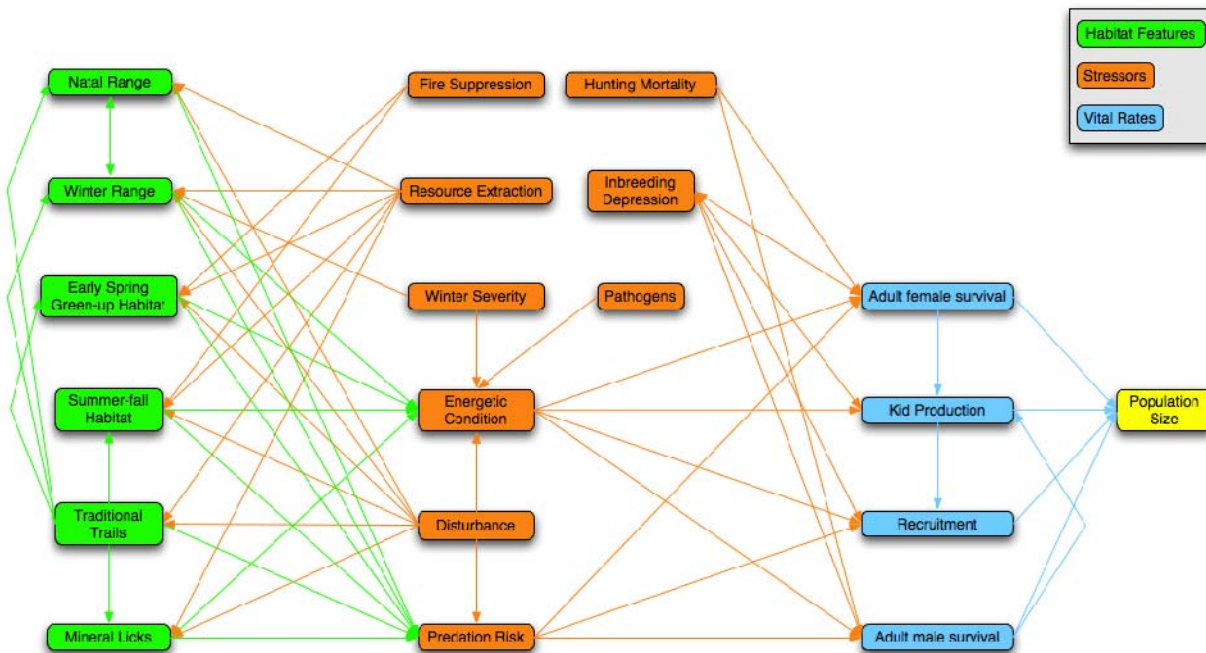 Habitat Features
Stressors
Vital Rates
Natal Range
Fire Suppression
Hunting Mortality
Winter Range
Resource Extraction
Inbreeding
Depression
Early Spring
Green-up Habitat
Winter Severity
Pathogens
Adult female survival
Summer-fall
Habitat
Energetic
Condition
Kid Production
Population
Size
Traditional
Trails
Disturbance
Recruitment
Mineral Licks
Predation Risk
Adult male survival